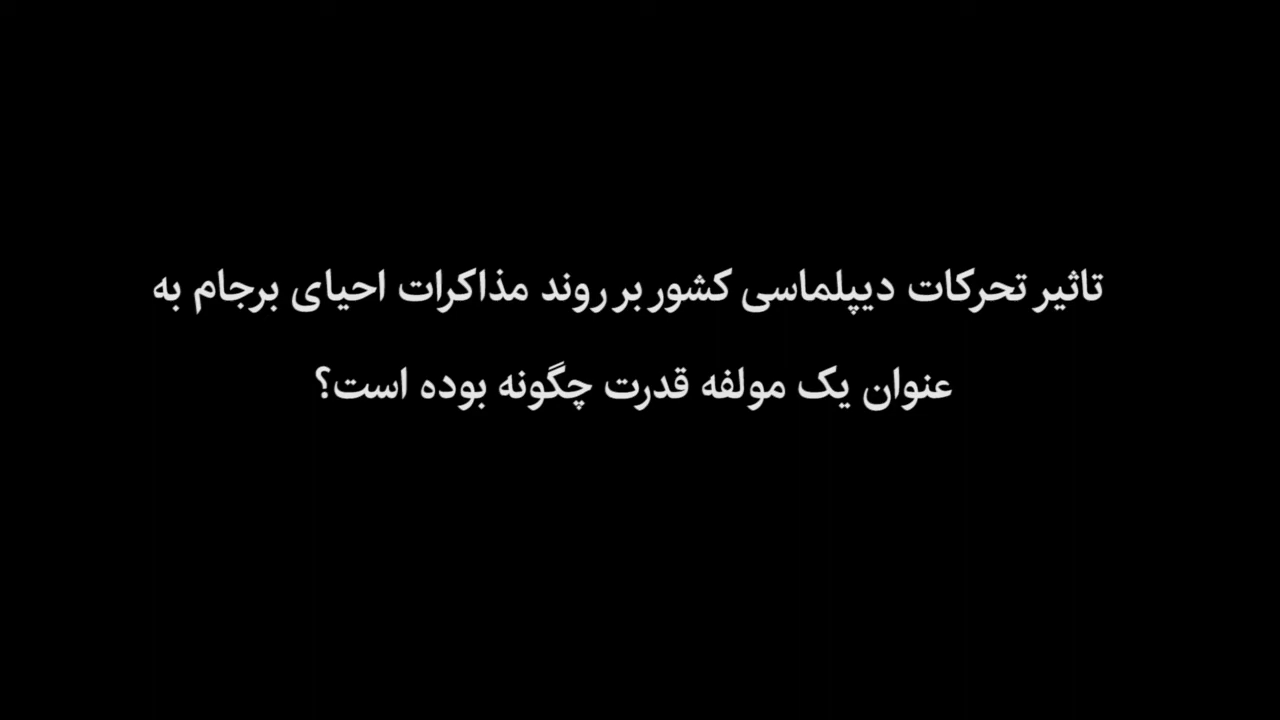 تاثیر تحرکات دیپلماسی کشور بر روند مذاکرات احیای برجام به
عنوان یک مولفه قدرت چگونه بوده است؟